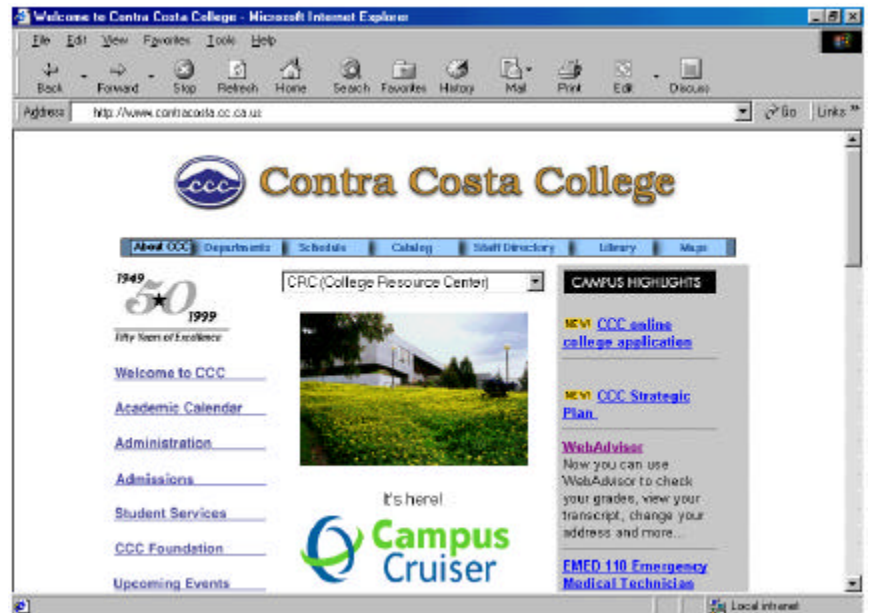 Welcome to Contra Costa College - Microsoft Internet Explorer
File Edit View Favorites Tools Help
Back Forward Stop Refresh Home Search Favorites History Mail Print Edit Discuss
Address http://www.contracosta.cc.ca.us Go Links »
ccc Contra Costa College
About CCC Departments Schedule Catalog Staff Directory Library Maps
1949
50
1999
Fifty Years of Excellence
Welcome to CCC
Academic Calendar
Administration
Admissions
Student Services
CCC Foundation
Upcoming Events
CRC (College Resource Center)
It's here!
Campus
Cruiser
CAMPUS HIGHLIGHTS
NEW! CCC online
college application
NEW! CCC Strategic
Plan
WebAdvisor
Now you can use
WebAdvisor to check
your grades, view your
transcript, change your
address and more...
EMED 110 Emergency
Medical Technician
Local intranet